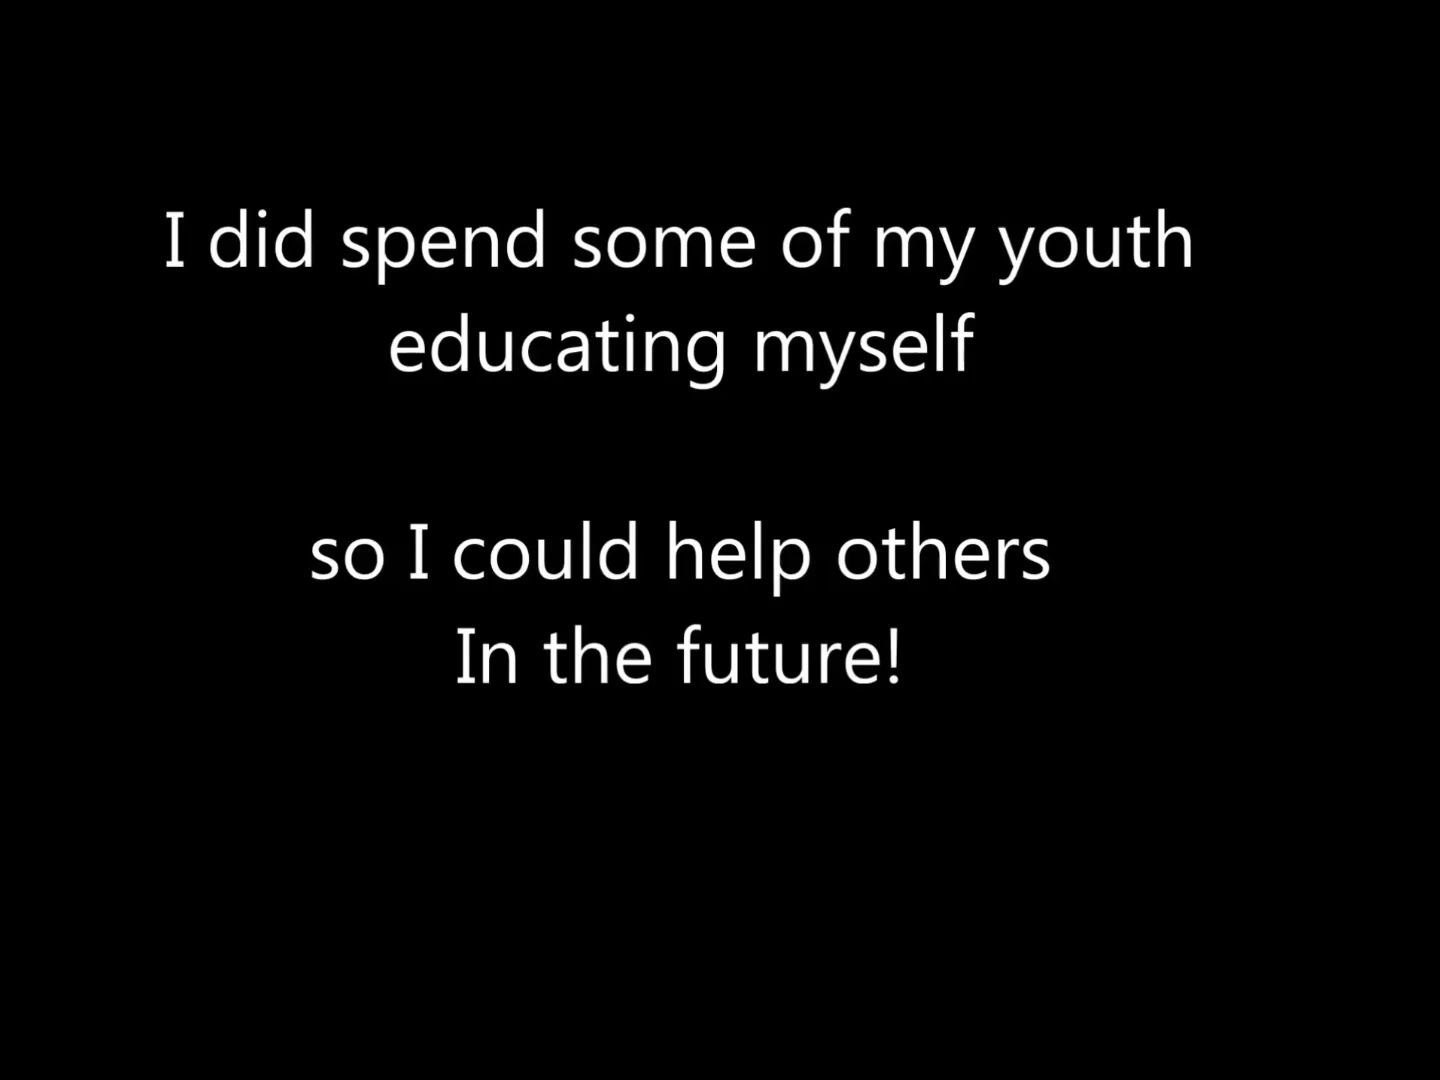 I did spend some of my youth
educating myself
so I could help others
In the future!